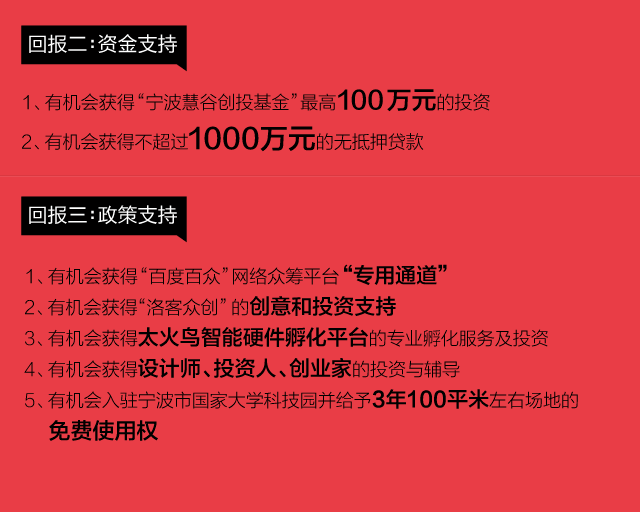 回报二:资金支持
1、有机会获得“宁波慧谷创投基金”最高100万元的投资
2、有机会获得不超过1000万元的无抵押贷款
回报三:政策支持
1、有机会获得“百度百众”网络众筹平台“专用通道”
2、有机会获得“洛客众创”的创意和投资支持
3、有机会获得太火鸟智能硬件孵化平台的专业孵化服务及投资
4、有机会获得设计师、投资人、创业家的投资与辅导
5、有机会入驻宁波市国家大学科技园并给予3年100平米左右场地的
免费使用权